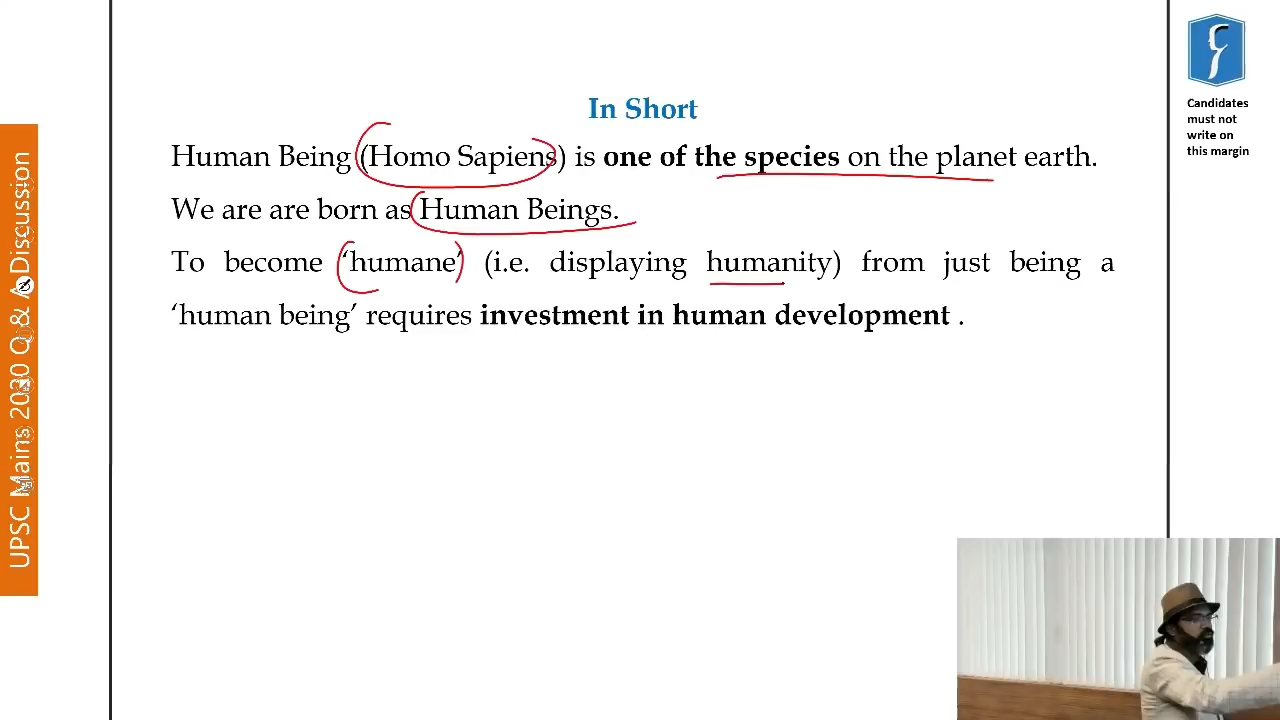 In Short
Human Being (Homo Sapiens) is one of the species on the planet earth.
We are are born as Human Beings.
To become ‘humane’ (i.e. displaying humanity) from just being a
‘human being’ requires investment in human development .
Candidates
must not
write on
this margin
UPSC Mains 2020 Q & A Discussion